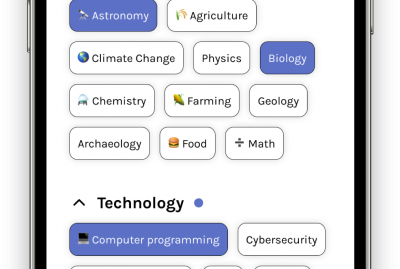 Astronomy Agriculture
Climate Change Physics Biology
Chemistry Farming Geology
Archaeology Food Math
Technology
Computer programming Cybersecurity